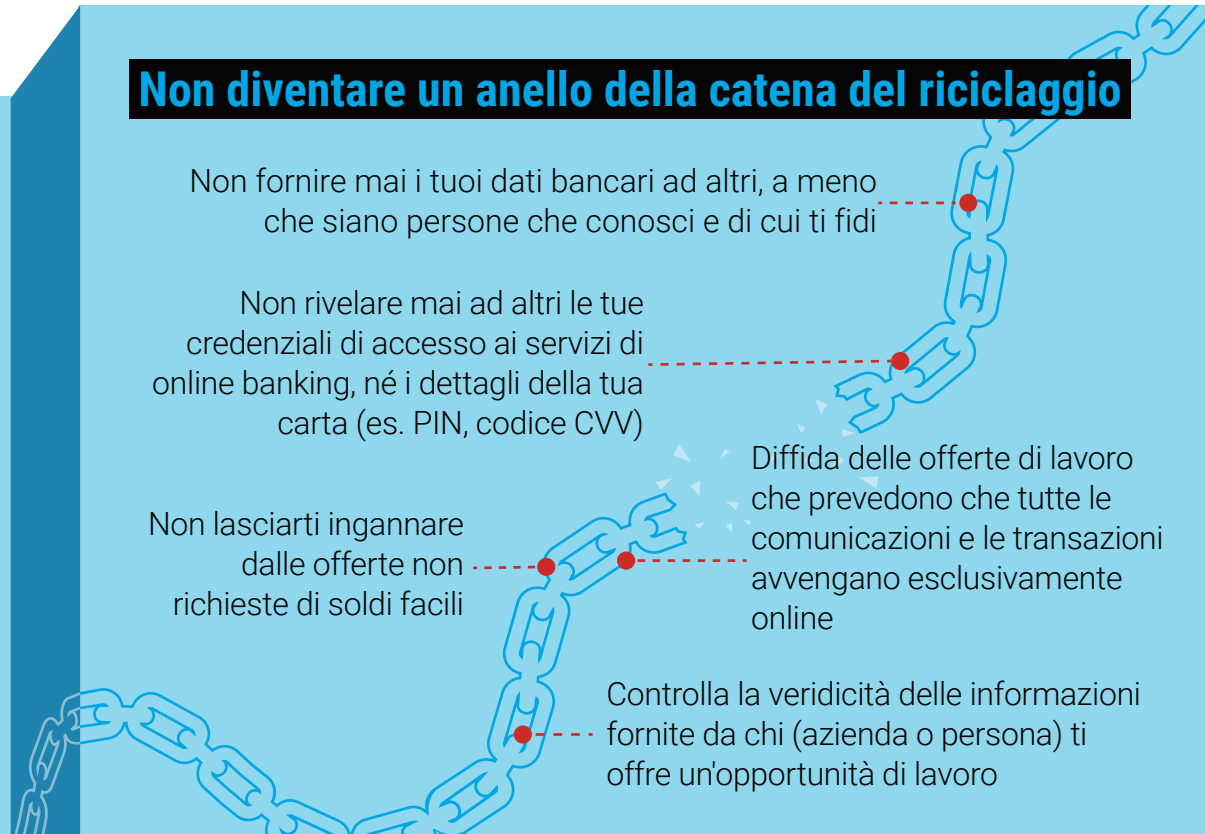 Non diventare un anello della catena del riciclaggio
Non fornire mai i tuoi dati bancari ad altri, a meno
che siano persone che conosci e di cui ti fidi
Non rivelare mai ad altri le tue
credenziali di accesso ai servizi di
online banking, né i dettagli della tua
carta (es. PIN, codice CVV)
Diffida delle offerte di lavoro
che prevedono che tutte le
comunicazioni e le transazioni
avvengano esclusivamente
online
Non lasciarti ingannare
dalle offerte non
richieste di soldi facili
Controlla la veridicità delle informazioni
fornite da chi (azienda o persona) ti
offre un'opportunità di lavoro